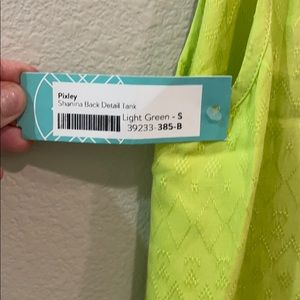 Pixley
Shanina Back Detail Tank
Light Green - S
39233-385-B